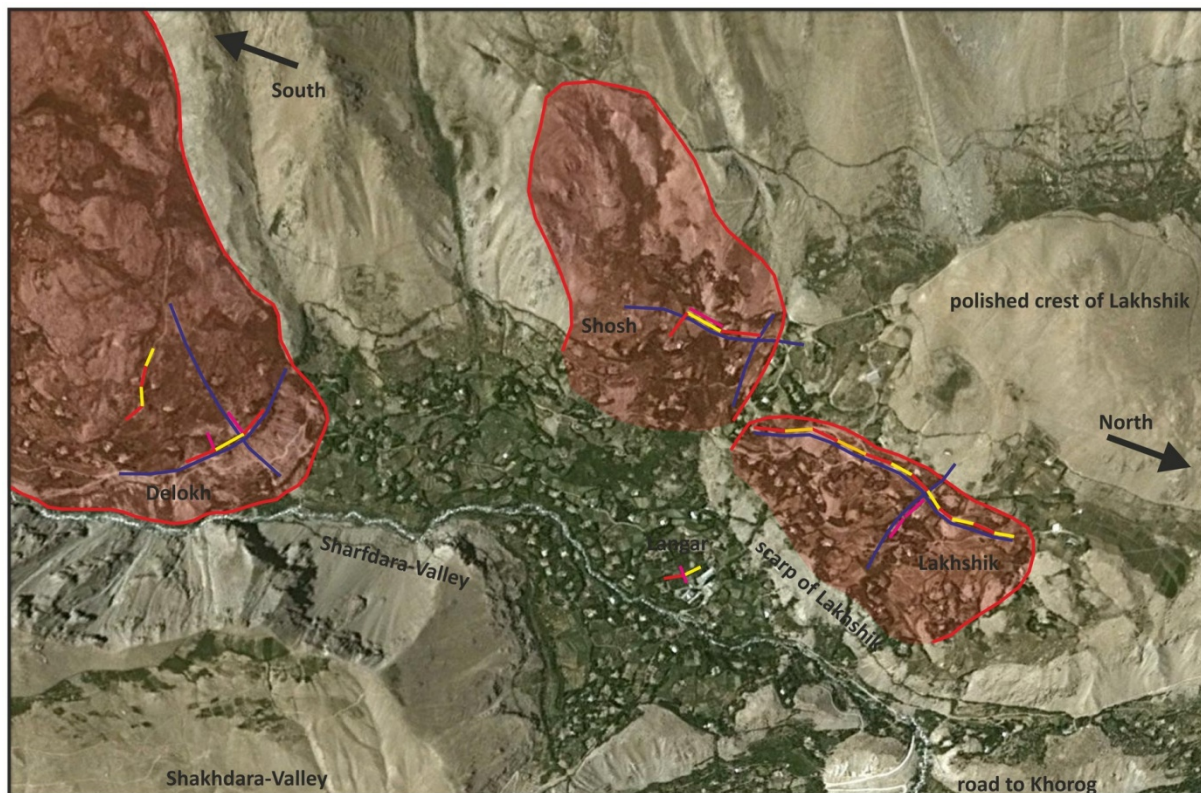 South
polished crest of Lakhshik
Shosh
North
Delokh
Sharfdara-Valley
Langar
scarp of Lakhshik
Lakhshik
Shakhdara-Valley
road to Khorog